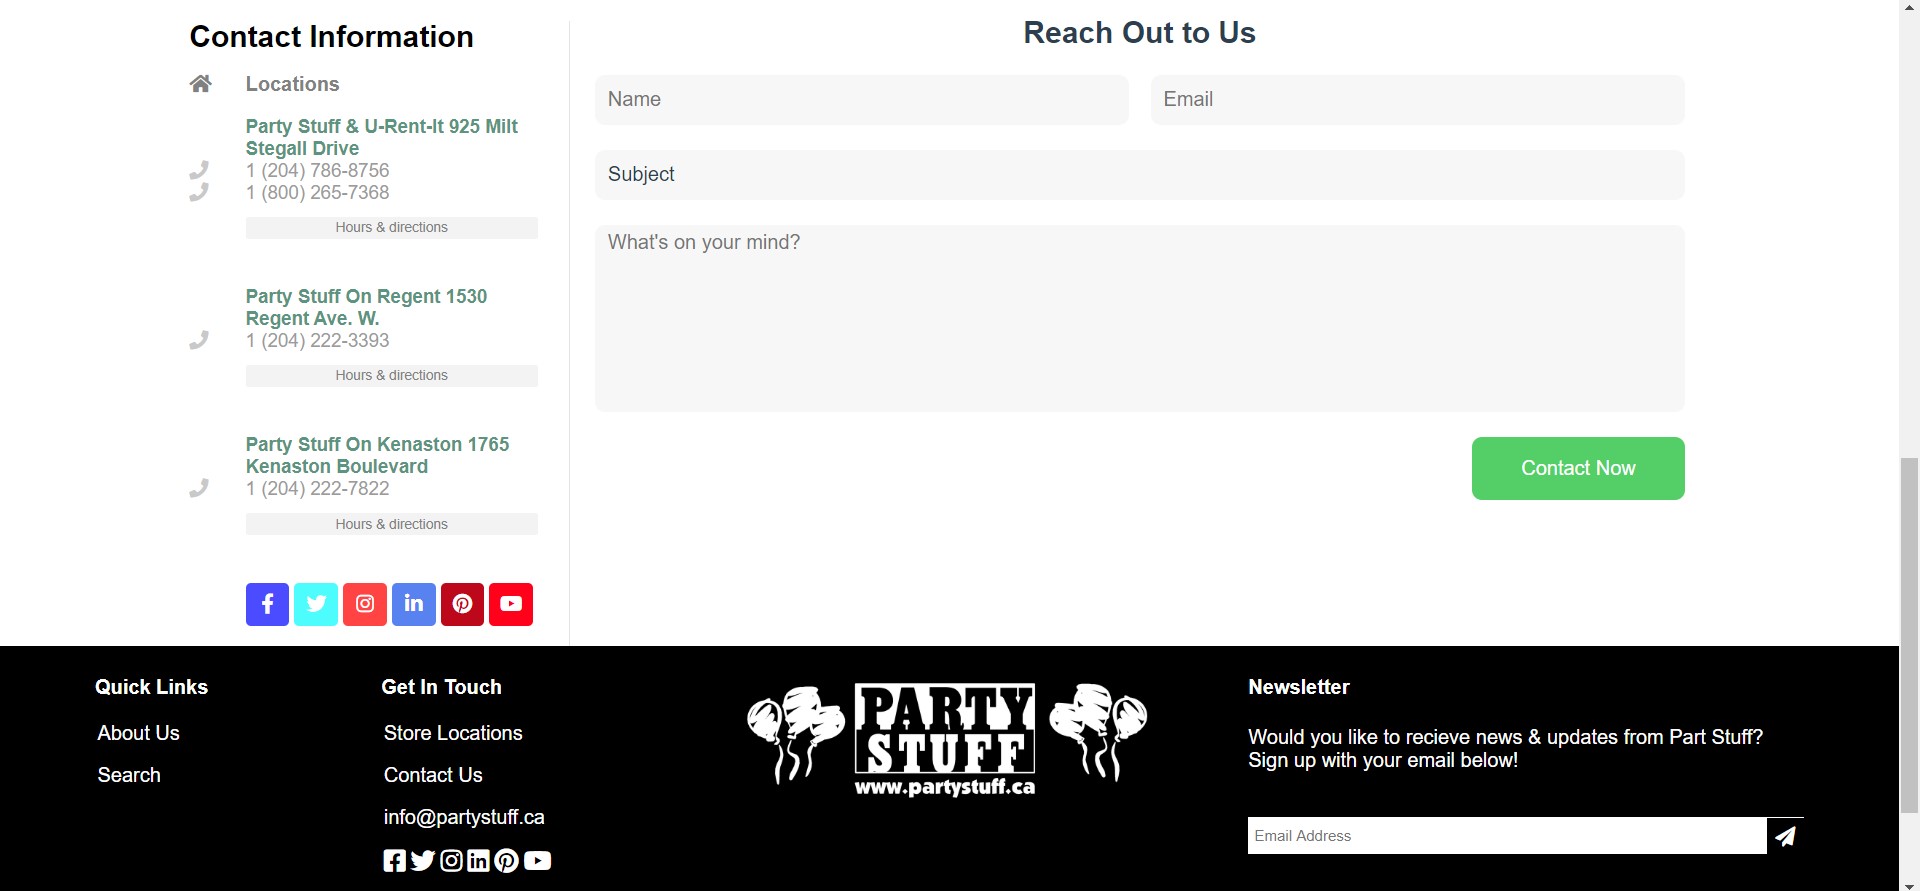 Contact Information
Locations
Party Stuff & U-Rent-It 925 Milt
Stegall Drive
1 (204) 786-8756
1 (800) 265-7368
Hours & directions
Party Stuff On Regent 1530
Regent Ave. W.
1 (204) 222-3393
Hours & directions
Party Stuff On Kenaston 1765
Kenaston Boulevard
1 (204) 222-7822
Hours & directions
Reach Out to Us
Name
Email
Subject
What's on your mind?
Contact Now
Quick Links
About Us
Search
Get In Touch
Store Locations
Contact Us
info@partystuff.ca
PARTY
STUFF
www.partystuff.ca
Newsletter
Would you like to recieve news & updates from Part Stuff?
Sign up with your email below!
Email Address